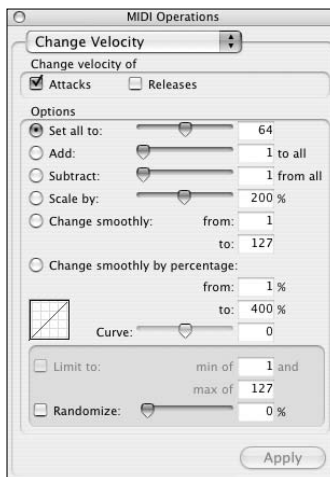 MIDI Operations
Change Velocity
Change velocity of
Attacks Releases
Options
Set all to: 64
Add: 1 to all
Subtract: 1 from all
Scale by: 200 %
Change smoothly: from: 1
to: 127
Change smoothly by percentage:
from: 1 %
to: 400 %
Curve: 0
Limit to: min of 1 and
max of 127
Randomize: 0 %
Apply